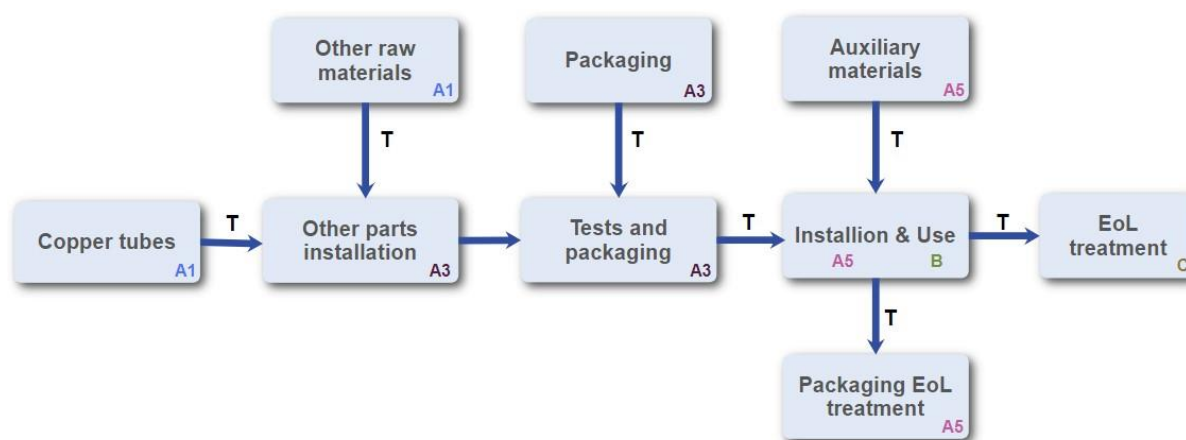 Other raw
materials
A1
Packaging
A3
Auxiliary
materials
A5
T
T
T
Copper tubes
A1
T
Other parts
installation
A3
Tests and
packaging
A3
T
Installion & Use
A5 B
T
EoL
treatment
C
T
Packaging EoL
treatment
A5